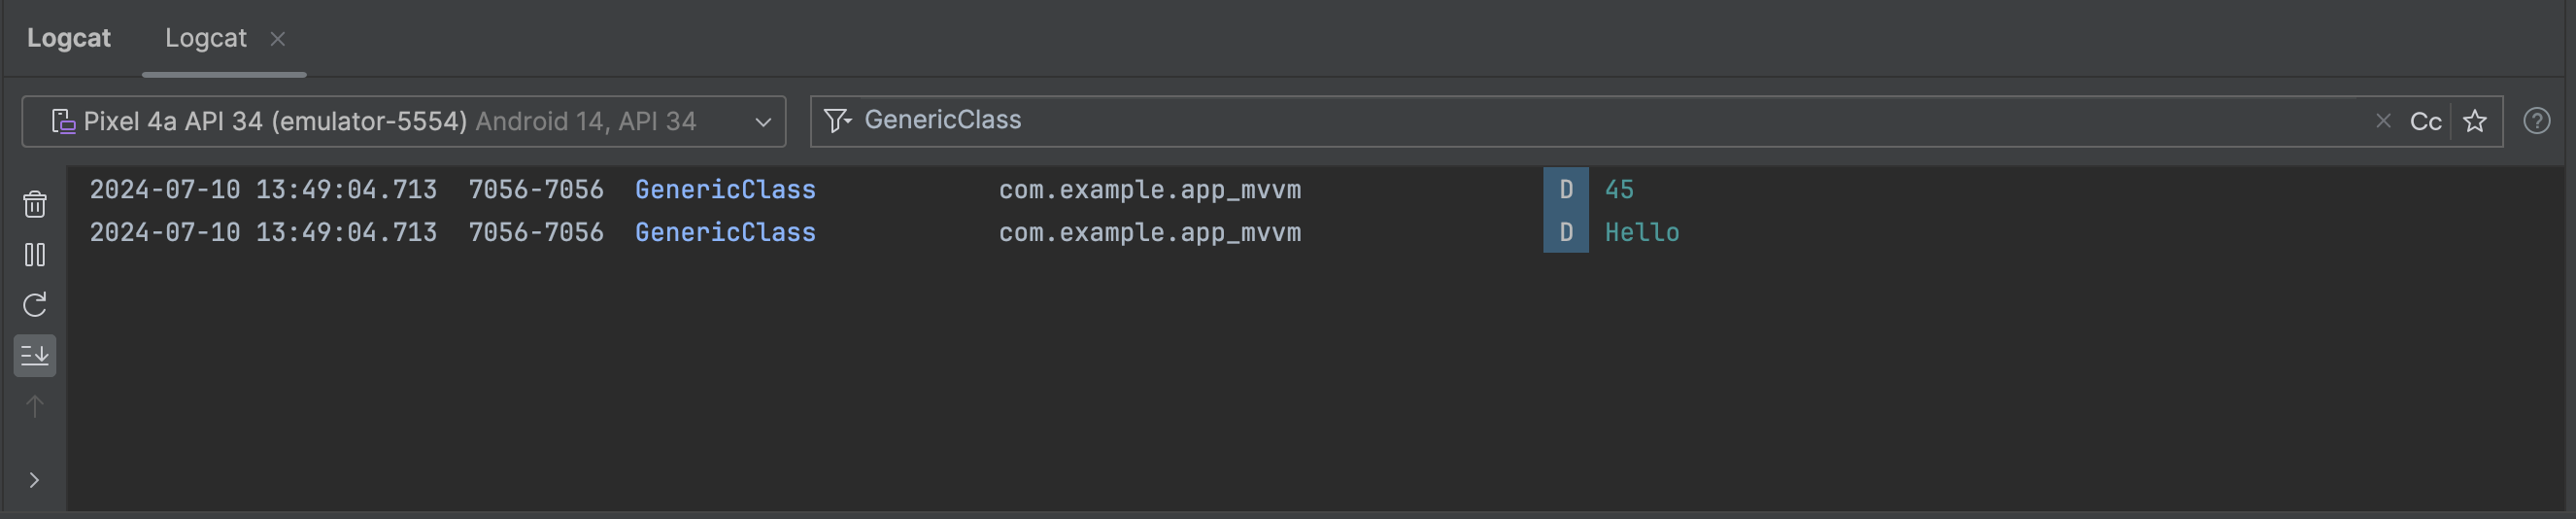 Logcat Logcat
Pixel 4a API 34 (emulator-5554) Android 14, API 34 GenericClass Cc
2024-07-10 13:49:04.713 7056-7056 GenericClass com.example.app_mvvm D 45
2024-07-10 13:49:04.713 7056-7056 GenericClass com.example.app_mvvm D Hello